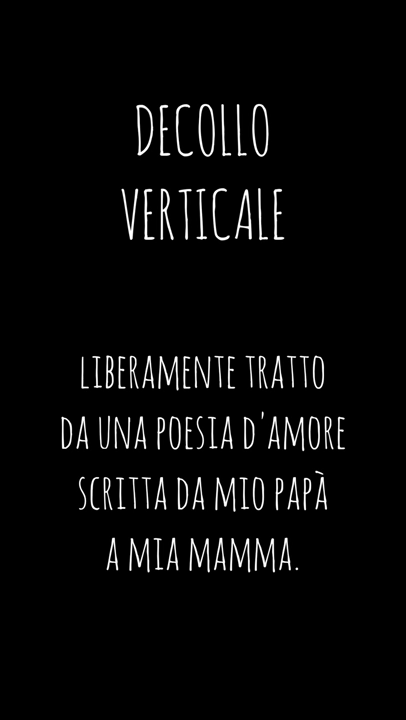 DECOLLO
VERTICALE
LIBERAMENTE TRATTO
DA UNA POESIA D'AMORE
SCRITTA DA MIO PAPÀ
A MIA MAMMA.